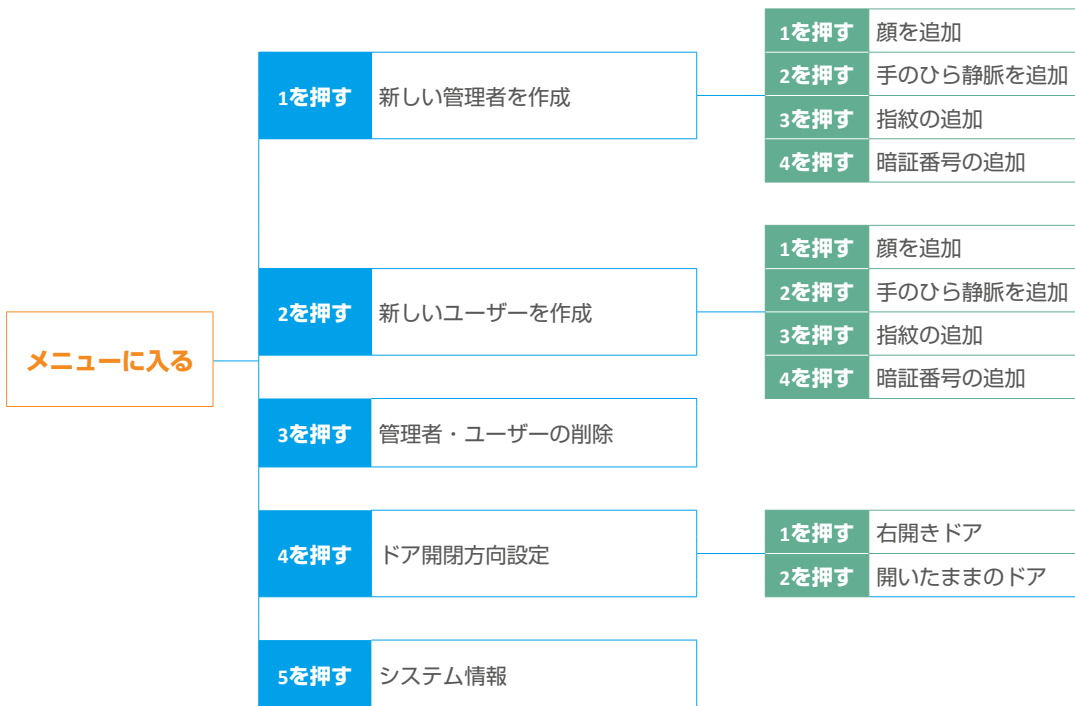 メニューに入る
1を押す 新しい管理者を作成
1を押す 顔を追加
2を押す 手のひら静脈を追加
3を押す 指紋の追加
4を押す 暗証番号の追加
2を押す 新しいユーザーを作成
1を押す 顔を追加
2を押す 手のひら静脈を追加
3を押す 指紋の追加
4を押す 暗証番号の追加
3を押す 管理者・ユーザーの削除
4を押す ドア開閉方向設定
1を押す 右開きドア
2を押す 開いたままのドア
5を押す システム情報